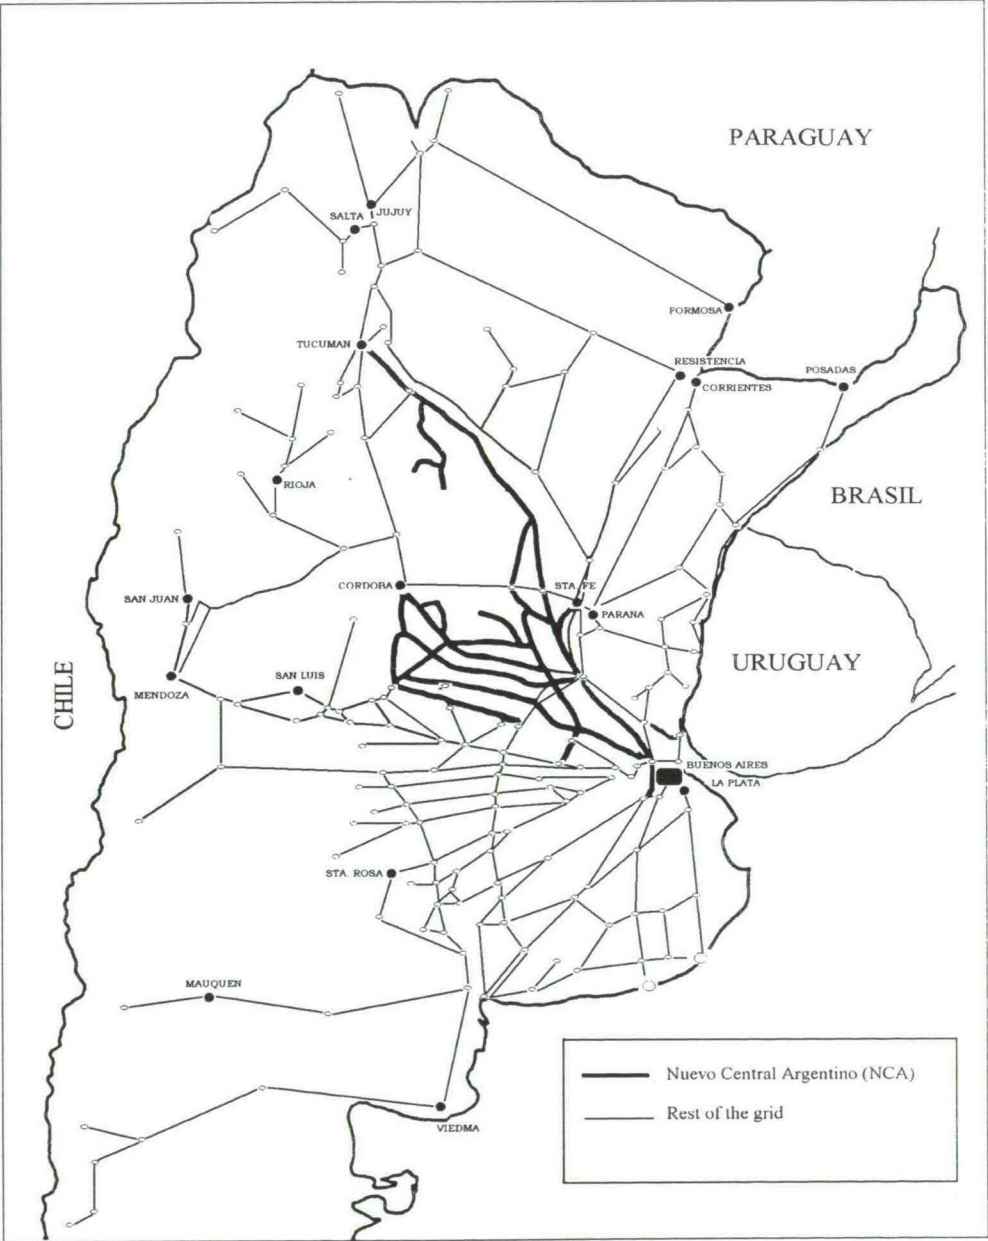 PARAGUAY
JUJUY
SALTA
FORMOSA
TUCUMAN
RESISTENCIA
POSADAS
CORRIENTES
RIOJA
BRASIL
CORDOBA
STA. FE
SAN JUAN
PARANA
URUGUAY
CHILE
SAN LUIS
MENDOZA
BUENOS AIRES
LA PLATA
STA. ROSA
MAUQUEN
Nuevo Central Argentino (NCA)
Rest of the grid
VIEDMA